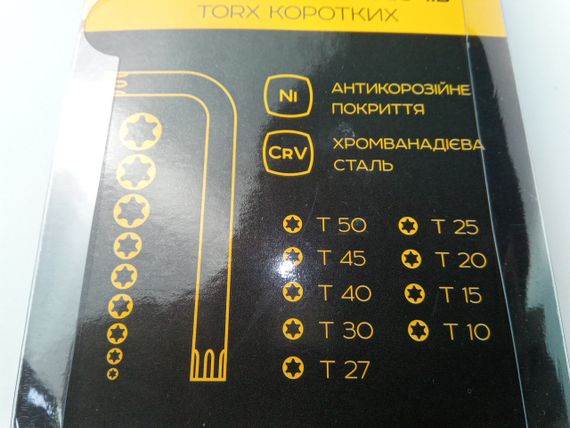 TORX КОРОТКИХ
NI
АНТИКОРОЗІЙНЕ
ПОКРИТТЯ
CRV
ХРОМВАНАДІЄВА
СТАЛЬ
T 50
T 45
T 40
T 30
T 27
T 25
T 20
T 15
T 10